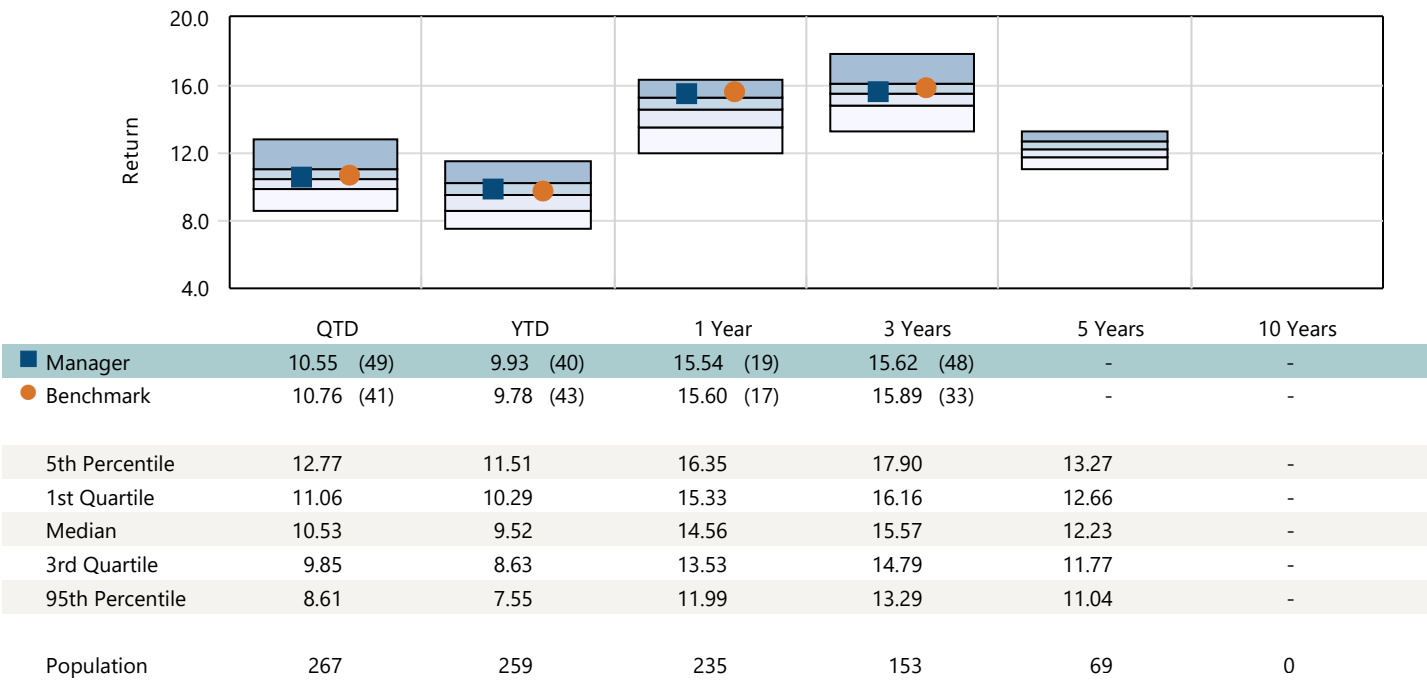 20.0
16.0
12.0
8.0
4.0
Return
QTD YTD 1 Year 3 Years 5 Years 10 Years
Manager 10.55 (49) 9.93 (40) 15.54 (19) 15.62 (48) - -
Benchmark 10.76 (41) 9.78 (43) 15.60 (17) 15.89 (33) - -
5th Percentile 12.77 11.51 16.35 17.90 13.27 -
1st Quartile 11.06 10.29 15.33 16.16 12.66 -
Median 10.53 9.52 14.56 15.57 12.23 -
3rd Quartile 9.85 8.63 13.53 14.79 11.77 -
95th Percentile 8.61 7.55 11.99 13.29 11.04 -
Population 267 259 235 153 69 0